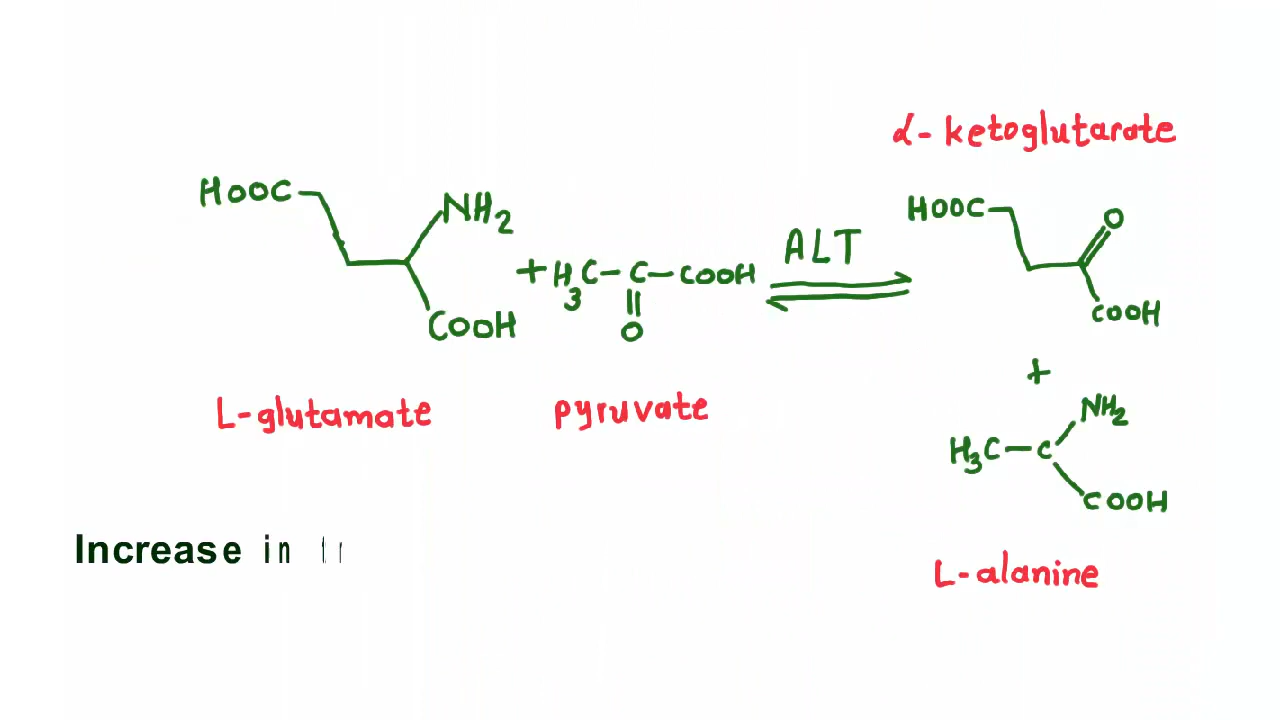 α- ketoglutarate
HOOC
NH2
HOOC
O
ALT
+ H3C-C-COOH
O
COOH
COOH
+
L-glutamate
pyruvate
NH2
H3C-C
COOH
Increase in
L-alanine